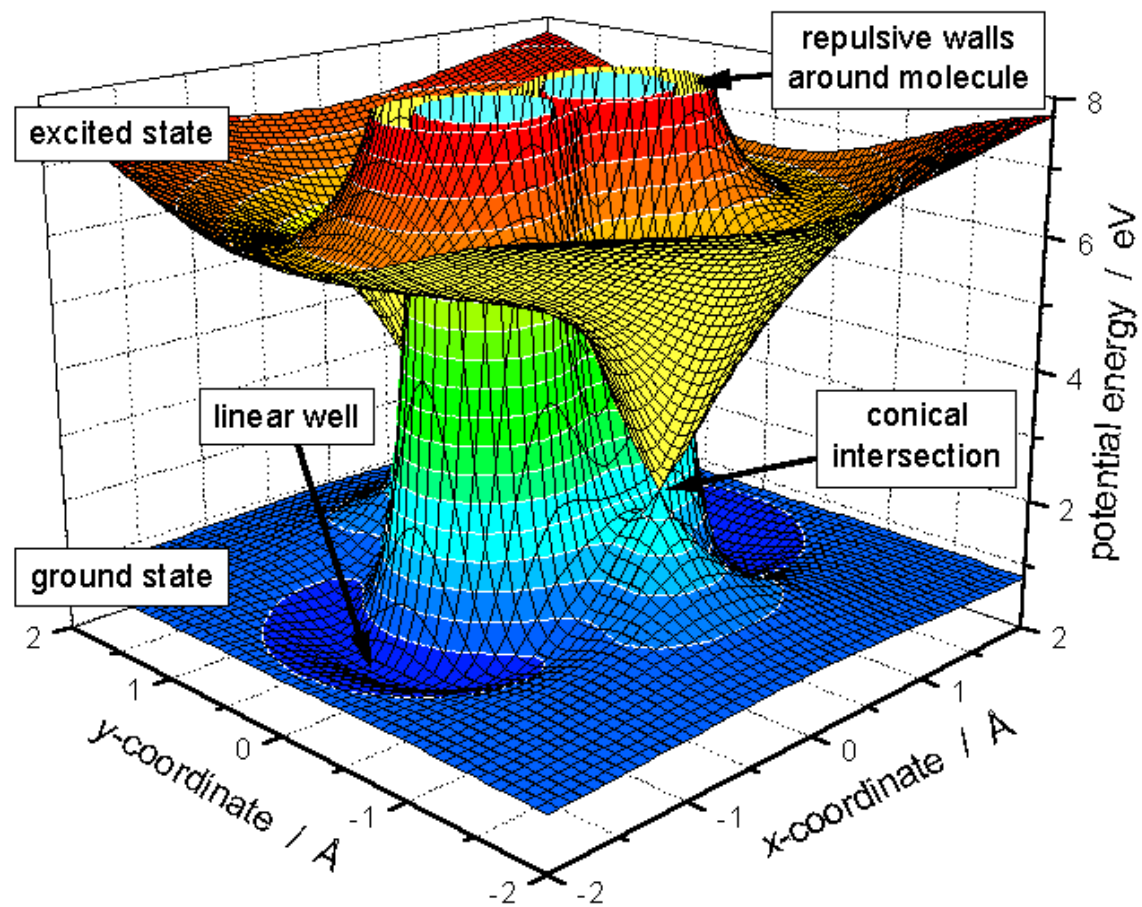 repulsive walls
around molecule
excited state
8
6
4
2
potential energy / eV
linear well
conical
intersection
ground state
2
1
0
-1
-2
y-coordinate / Å
-2
-1
0
1
2
x-coordinate / Å